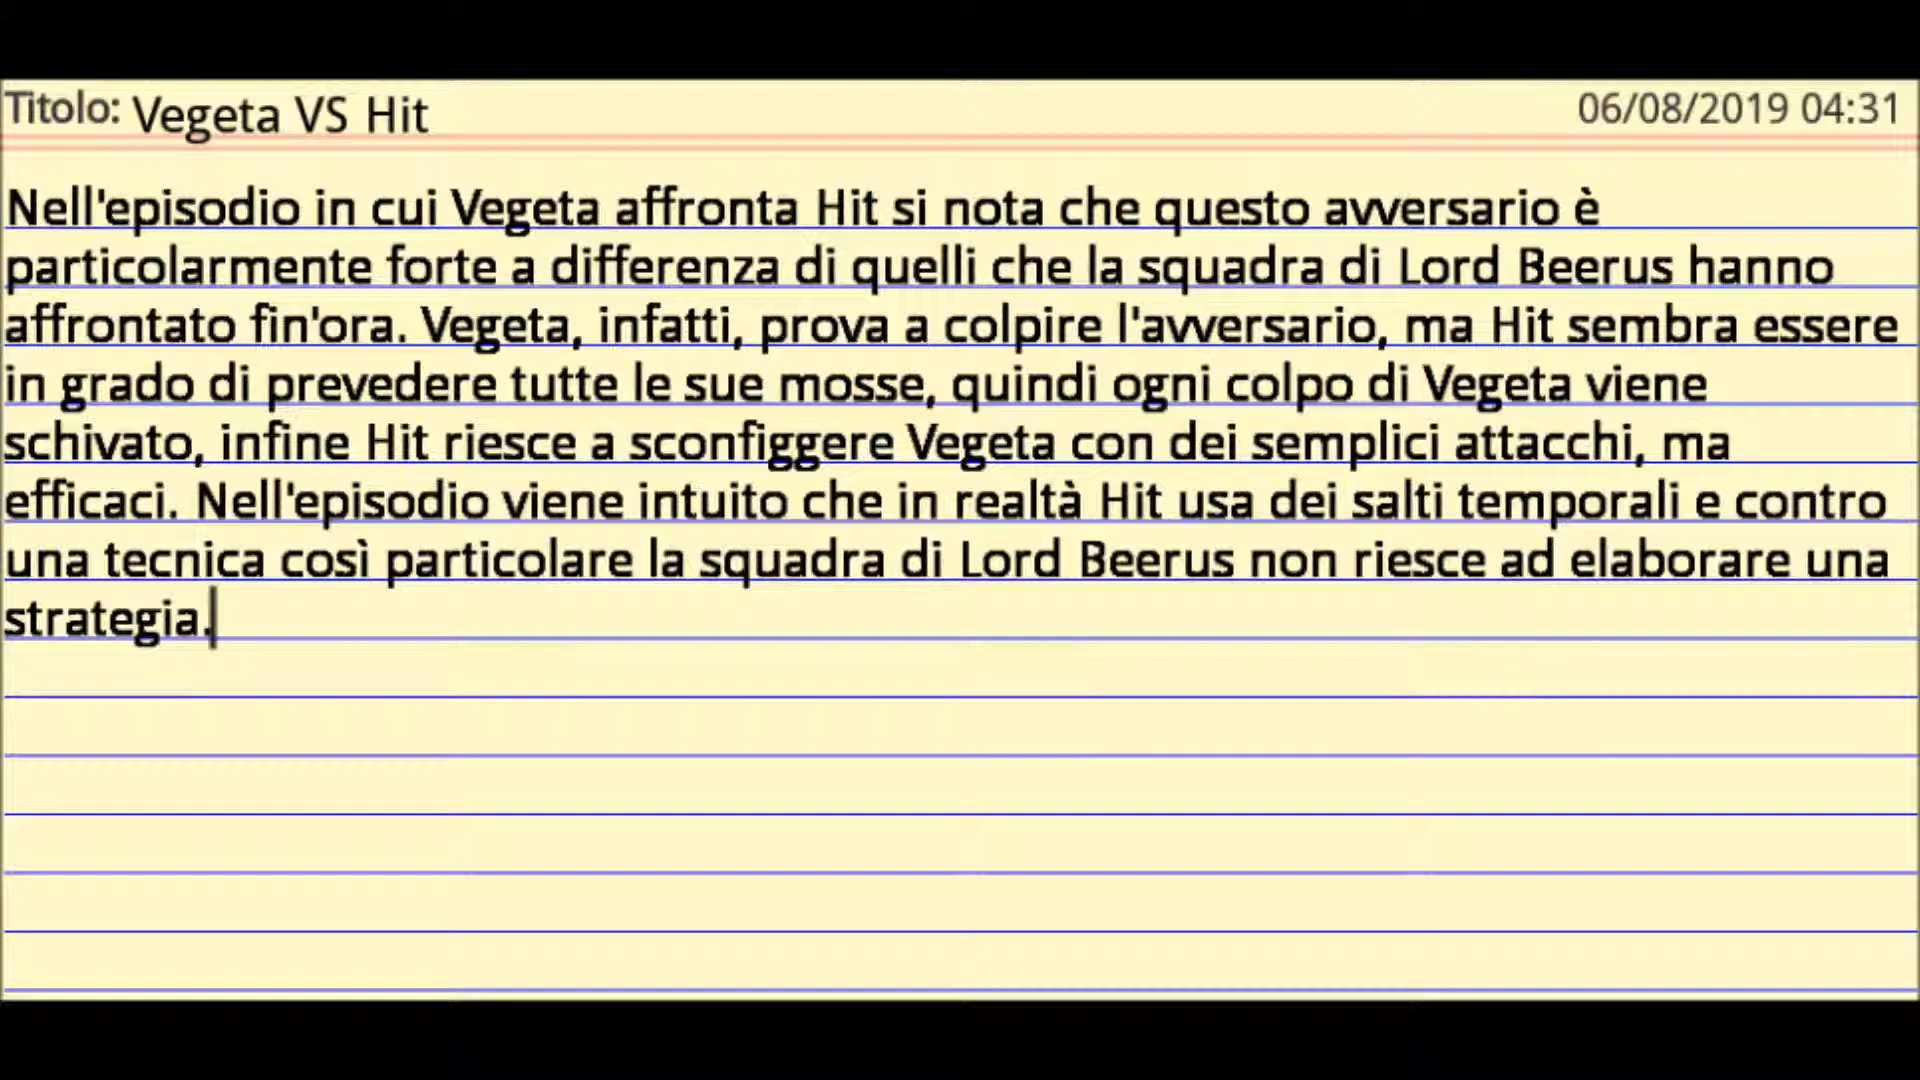 Titolo: Vegeta VS Hit 06/08/2019 04:31
Nell'episodio in cui Vegeta affronta Hit si nota che questo avversario è
particolarmente forte a differenza di quelli che la squadra di Lord Beerus hanno
affrontato fin'ora. Vegeta, infatti, prova a colpire l'avversario, ma Hit sembra essere
in grado di prevedere tutte le sue mosse, quindi ogni colpo di Vegeta viene
schivato, infine Hit riesce a sconfiggere Vegeta con dei semplici attacchi, ma
efficaci. Nell'episodio viene intuito che in realtà Hit usa dei salti temporali e contro
una tecnica così particolare la squadra di Lord Beerus non riesce ad elaborare una
strategia.